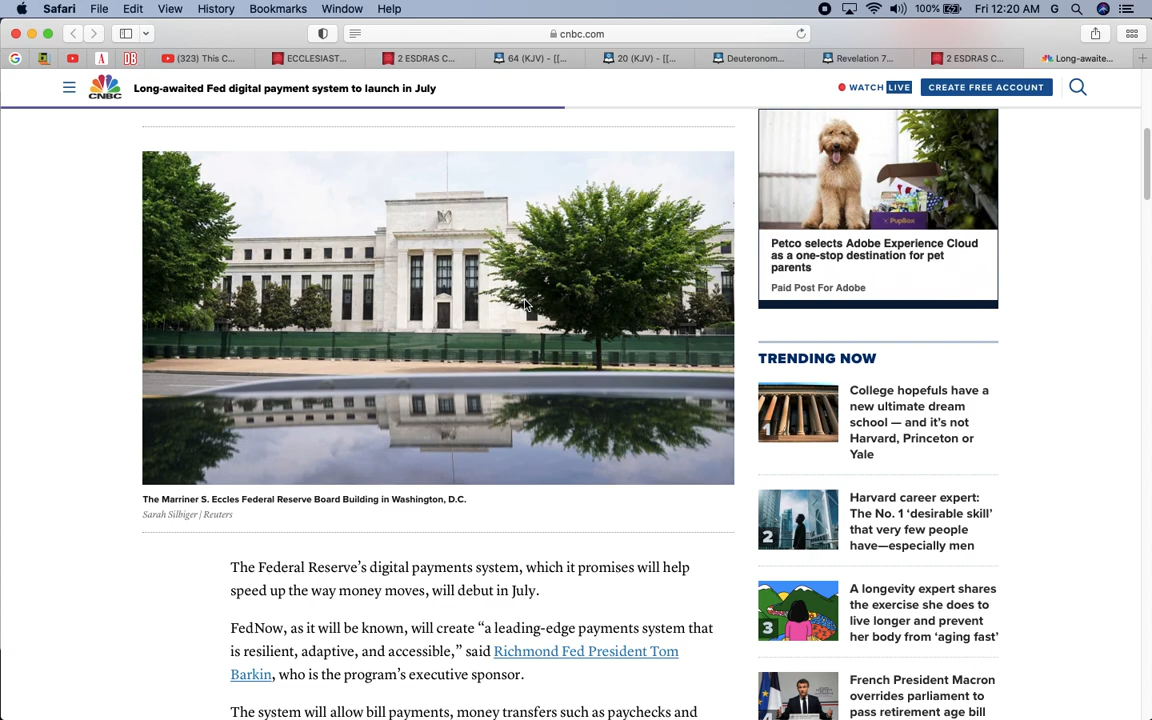 Safari File Edit View History Bookmarks Window Help 100% Fri 12:20 AM G
cnbc.com
A DB (323) This C... ECCLESIAST... 2 ESDRAS C... 64 (KJV) - [[... 20 (KJV) - [[... Deuteronom... Revelation 7... 2 ESDRAS C... Long-awaite...
CNBC Long-awaited Fed digital payment system to launch in July WATCH LIVE CREATE FREE ACCOUNT
The Marriner S. Eccles Federal Reserve Board Building in Washington, D.C.
Sarah Silbiger | Reuters
The Federal Reserve’s digital payments system, which it promises will help
speed up the way money moves, will debut in July.
FedNow, as it will be known, will create “a leading-edge payments system that
is resilient, adaptive, and accessible,” said Richmond Fed President Tom
Barkin, who is the program’s executive sponsor.
The system will allow bill payments, money transfers such as paychecks and
PupBox
Petco selects Adobe Experience Cloud
as a one-stop destination for pet
parents
Paid Post For Adobe
TRENDING NOW
1
College hopefuls have a
new ultimate dream
school — and it’s not
Harvard, Princeton or
Yale
2
Harvard career expert:
The No. 1 ‘desirable skill’
that very few people
have—especially men
3
A longevity expert shares
the exercise she does to
live longer and prevent
her body from ‘aging fast’
French President Macron
overrides parliament to
pass retirement age bill